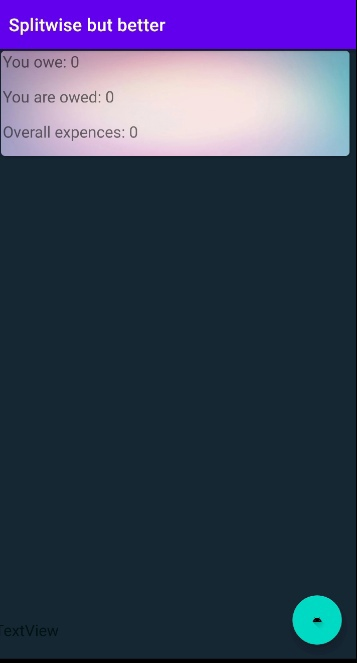 Splitwise but better
You owe: 0
You are owed: 0
Overall expences: 0
TextView